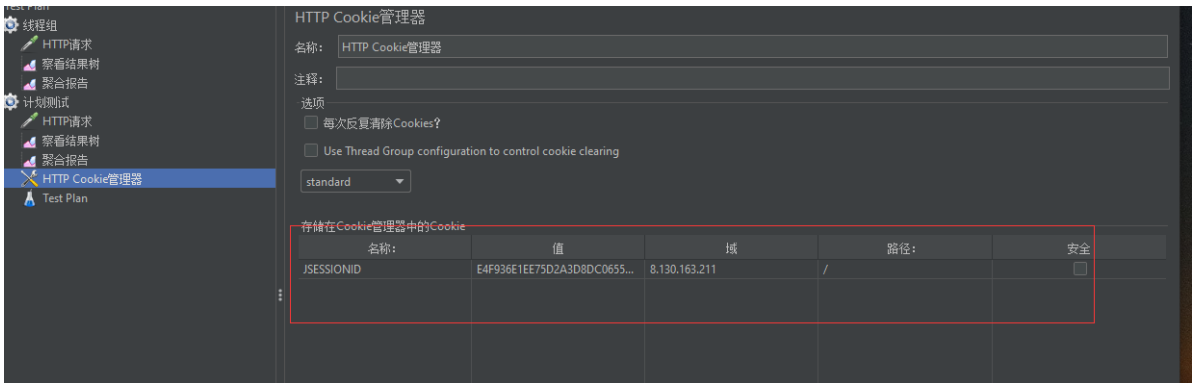 Test Plan
线程组
HTTP请求
察看结果树
聚合报告
计划测试
HTTP请求
察看结果树
聚合报告
HTTP Cookie管理器
Test Plan
HTTP Cookie管理器
名称: HTTP Cookie管理器
注释:
选项
每次反复清除Cookies?
Use Thread Group configuration to control cookie clearing
standard
存储在Cookie管理器中的Cookie
名称: 值 域 路径: 安全
JSESSIONID E4F936E1EE75D2A3D8DC0655... 8.130.163.211 /